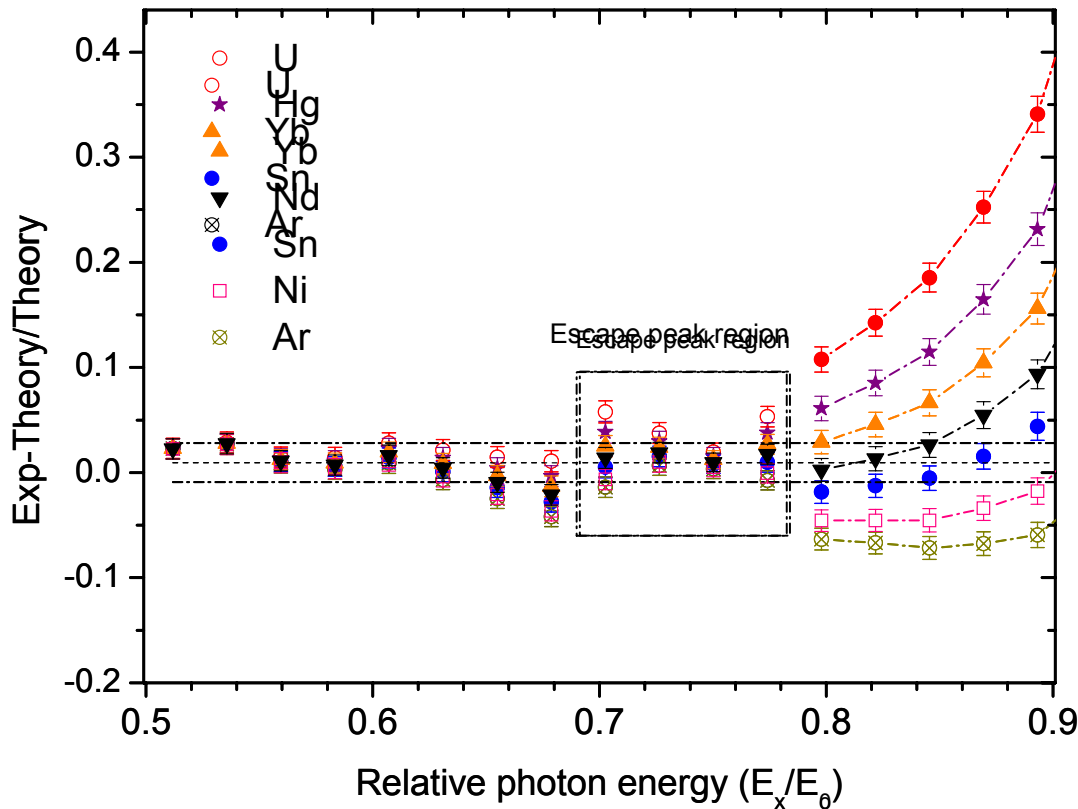 0.4
0.3
0.2
0.1
0.0
-0.1
-0.2
Exp-Theory/Theory
U
U
Hg
Yb
Yb
Sn
Nd
Ar
Sn
Ni
Ar
Escape peak region
Escape peak region
0.5 0.6 0.7 0.8 0.9
Relative photon energy (Eₓ/E_θ)